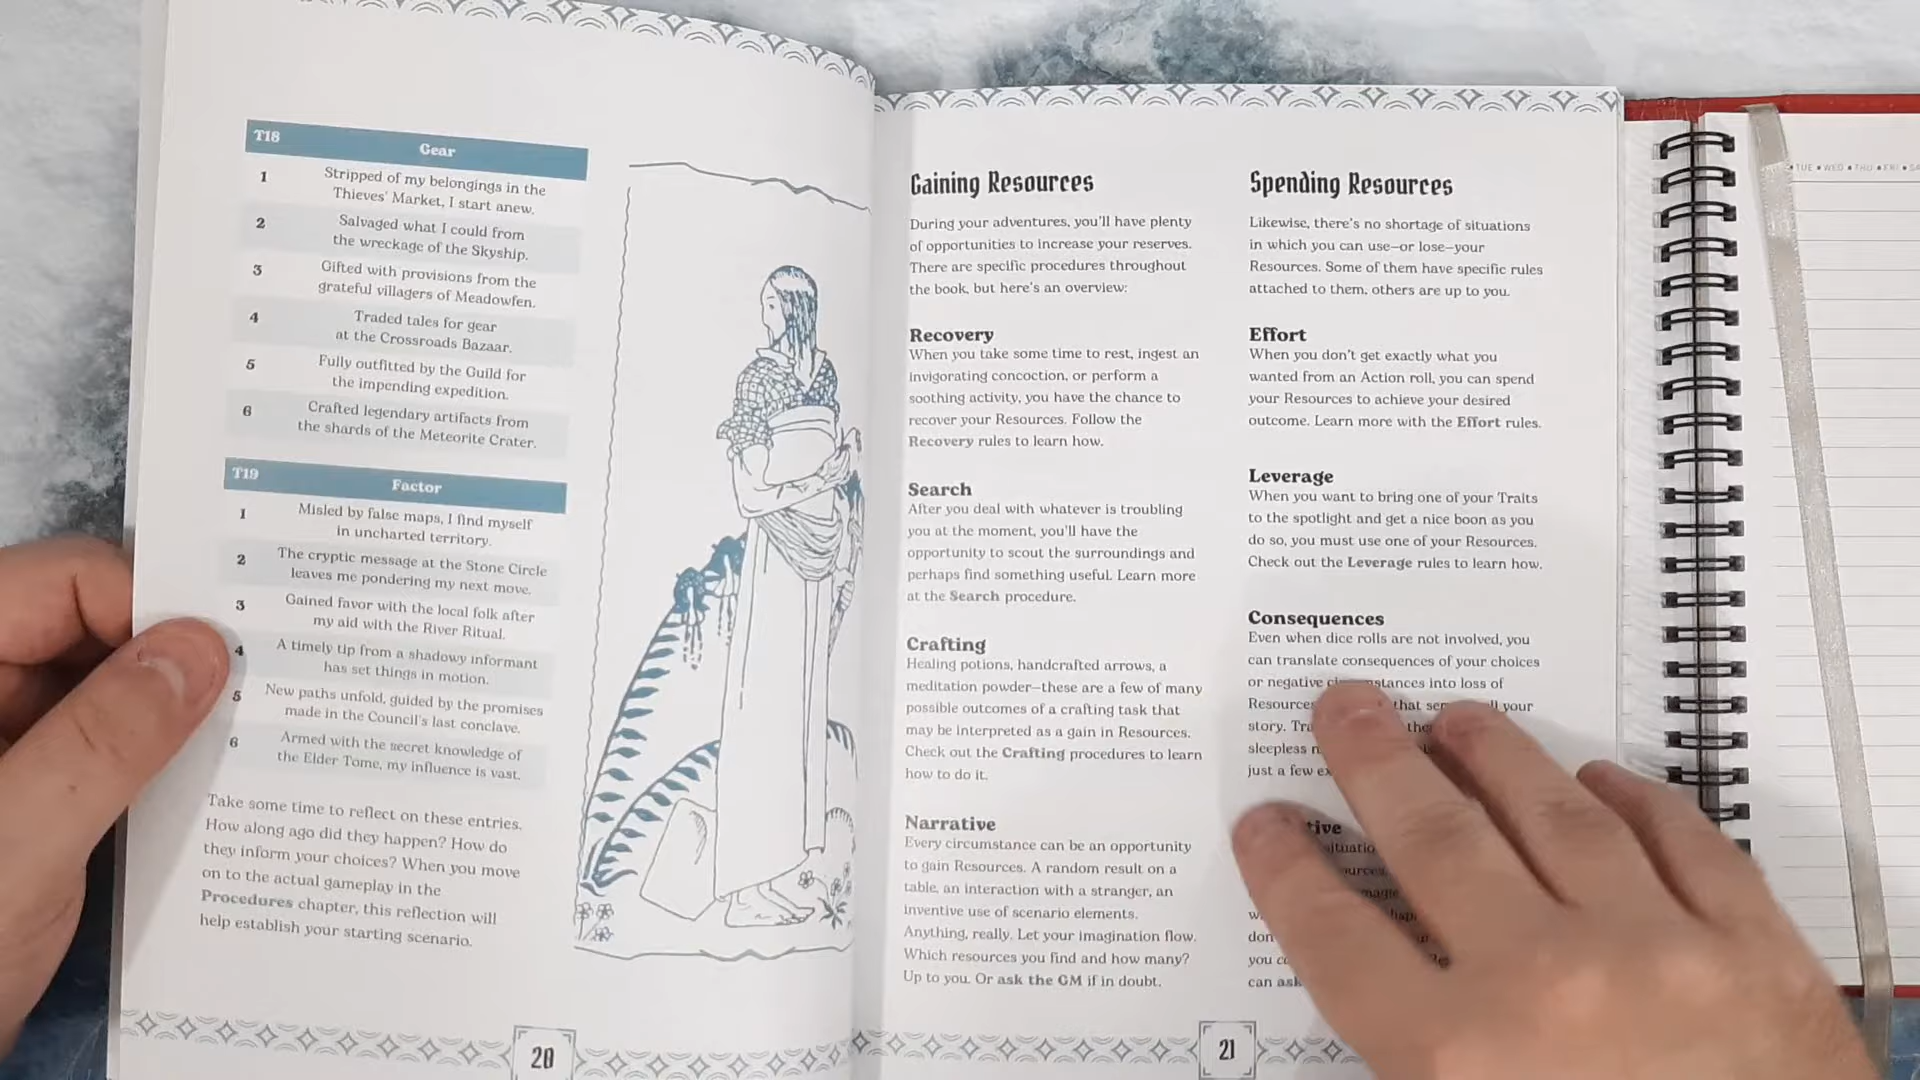 T18 Gear
1 Stripped of my belongings in the
Thieves' Market, I start anew.
2 Salvaged what I could from
the wreckage of the Skyship.
3 Gifted with provisions from the
grateful villagers of Meadowfen.
4 Traded tales for gear
at the Crossroads Bazaar.
5 Fully outfitted by the Guild for
the impending expedition.
6 Crafted legendary artifacts from
the shards of the Meteorite Crater.
T19 Factor
1 Misled by false maps, I find myself
in uncharted territory.
2 The cryptic message at the Stone Circle
leaves me pondering my next move.
3 Gained favor with the local folk after
my aid with the River Ritual.
4 A timely tip from a shadowy informant
has set things in motion.
5 New paths unfold, guided by the promises
made in the Council's last conclave.
6 Armed with the secret knowledge of
the Elder Tome, my influence is vast.
Take some time to reflect on these entries.
How along ago did they happen? How do
they inform your choices? When you move
on to the actual gameplay in the
Procedures chapter, this reflection will
help establish your starting scenario.
20
Gaining Resources
During your adventures, you'll have plenty
of opportunities to increase your reserves.
There are specific procedures throughout
the book, but here's an overview:
Recovery
When you take some time to rest, ingest an
invigorating concoction, or perform a
soothing activity, you have the chance to
recover your Resources. Follow the
Recovery rules to learn how.
Search
After you deal with whatever is troubling
you at the moment, you'll have the
opportunity to scout the surroundings and
perhaps find something useful. Learn more
at the Search procedure.
Crafting
Healing potions, handcrafted arrows, a
meditation powder—these are a few of many
possible outcomes of a crafting task that
may be interpreted as a gain in Resources.
Check out the Crafting procedures to learn
how to do it.
Narrative
Every circumstance can be an opportunity
to gain Resources. A random result on a
table, an interaction with a stranger, an
inventive use of scenario elements.
Anything, really. Let your imagination flow.
Which resources you find and how many?
Up to you. Or ask the GM if in doubt.
Spending Resources
Likewise, there's no shortage of situations
in which you can use—or lose—your
Resources. Some of them have specific rules
attached to them, others are up to you.
Effort
When you don't get exactly what you
wanted from an Action roll, you can spend
your Resources to achieve your desired
outcome. Learn more with the Effort rules.
Leverage
When you want to bring one of your Traits
to the spotlight and get a nice boon as you
do so, you must use one of your Resources.
Check out the Leverage rules to learn how.
Consequences
Even when dice rolls are not involved, you
can translate consequences of your choices
or negative into loss of
that your
story.
sleepless
just a few
can ask
21
TUE • WED • THU • FRI